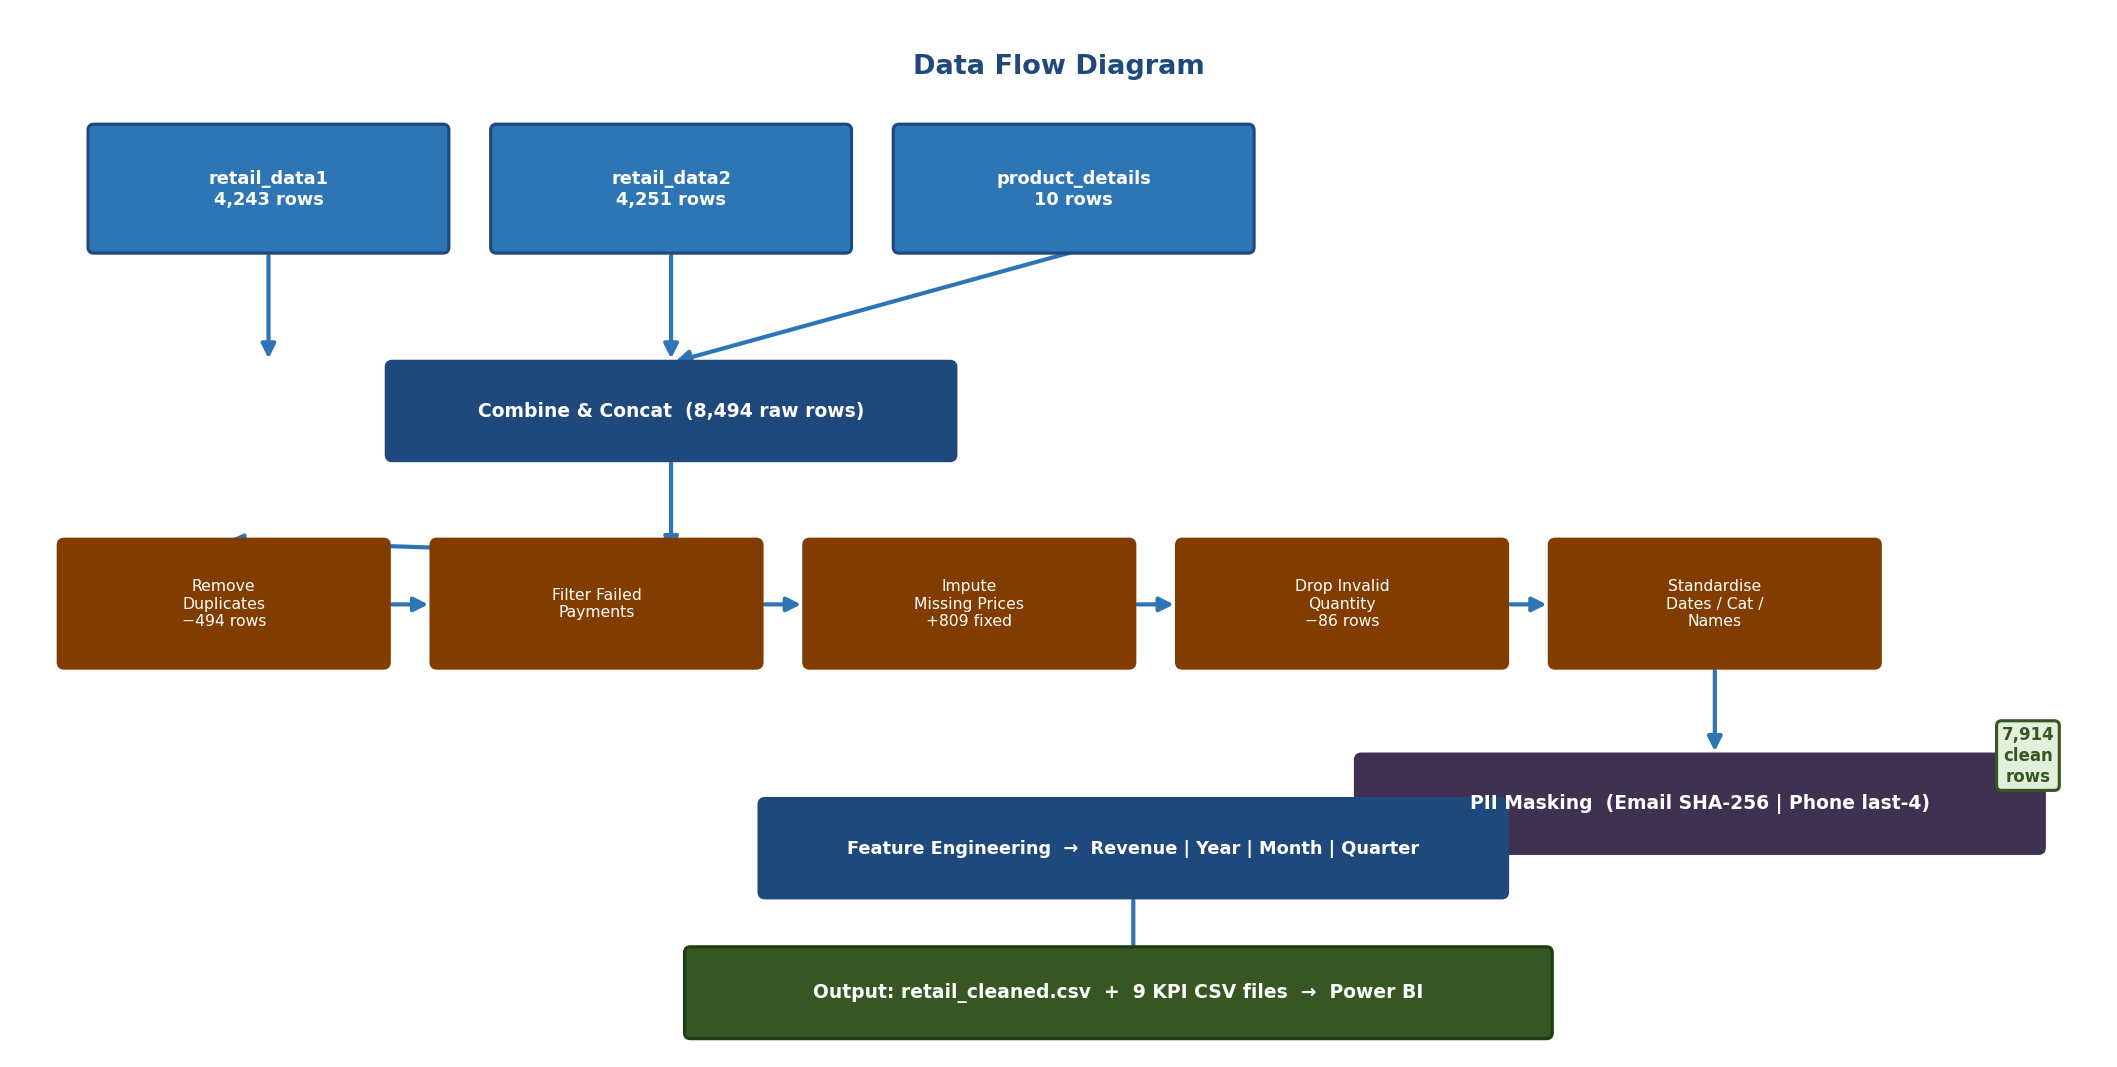 Data Flow Diagram
retail_data1
4,243 rows
retail_data2
4,251 rows
product_details
10 rows
Combine & Concat  (8,494 raw rows)
Remove
Duplicates
−494 rows
Filter Failed
Payments
Impute
Missing Prices
+809 fixed
Drop Invalid
Quantity
−86 rows
Standardise
Dates / Cat /
Names
7,914
clean
rows
PII Masking  (Email SHA-256 | Phone last-4)
Feature Engineering  →  Revenue | Year | Month | Quarter
Output: retail_cleaned.csv  +  9 KPI CSV files  →  Power BI